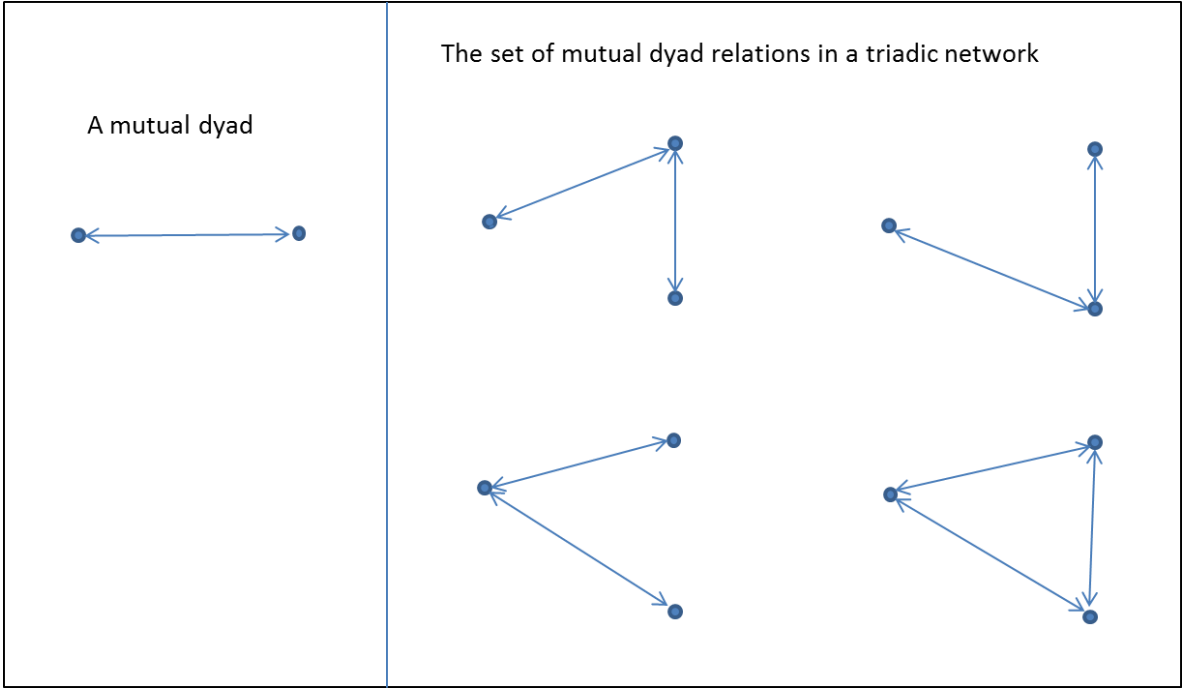 The set of mutual dyad relations in a triadic network
A mutual dyad